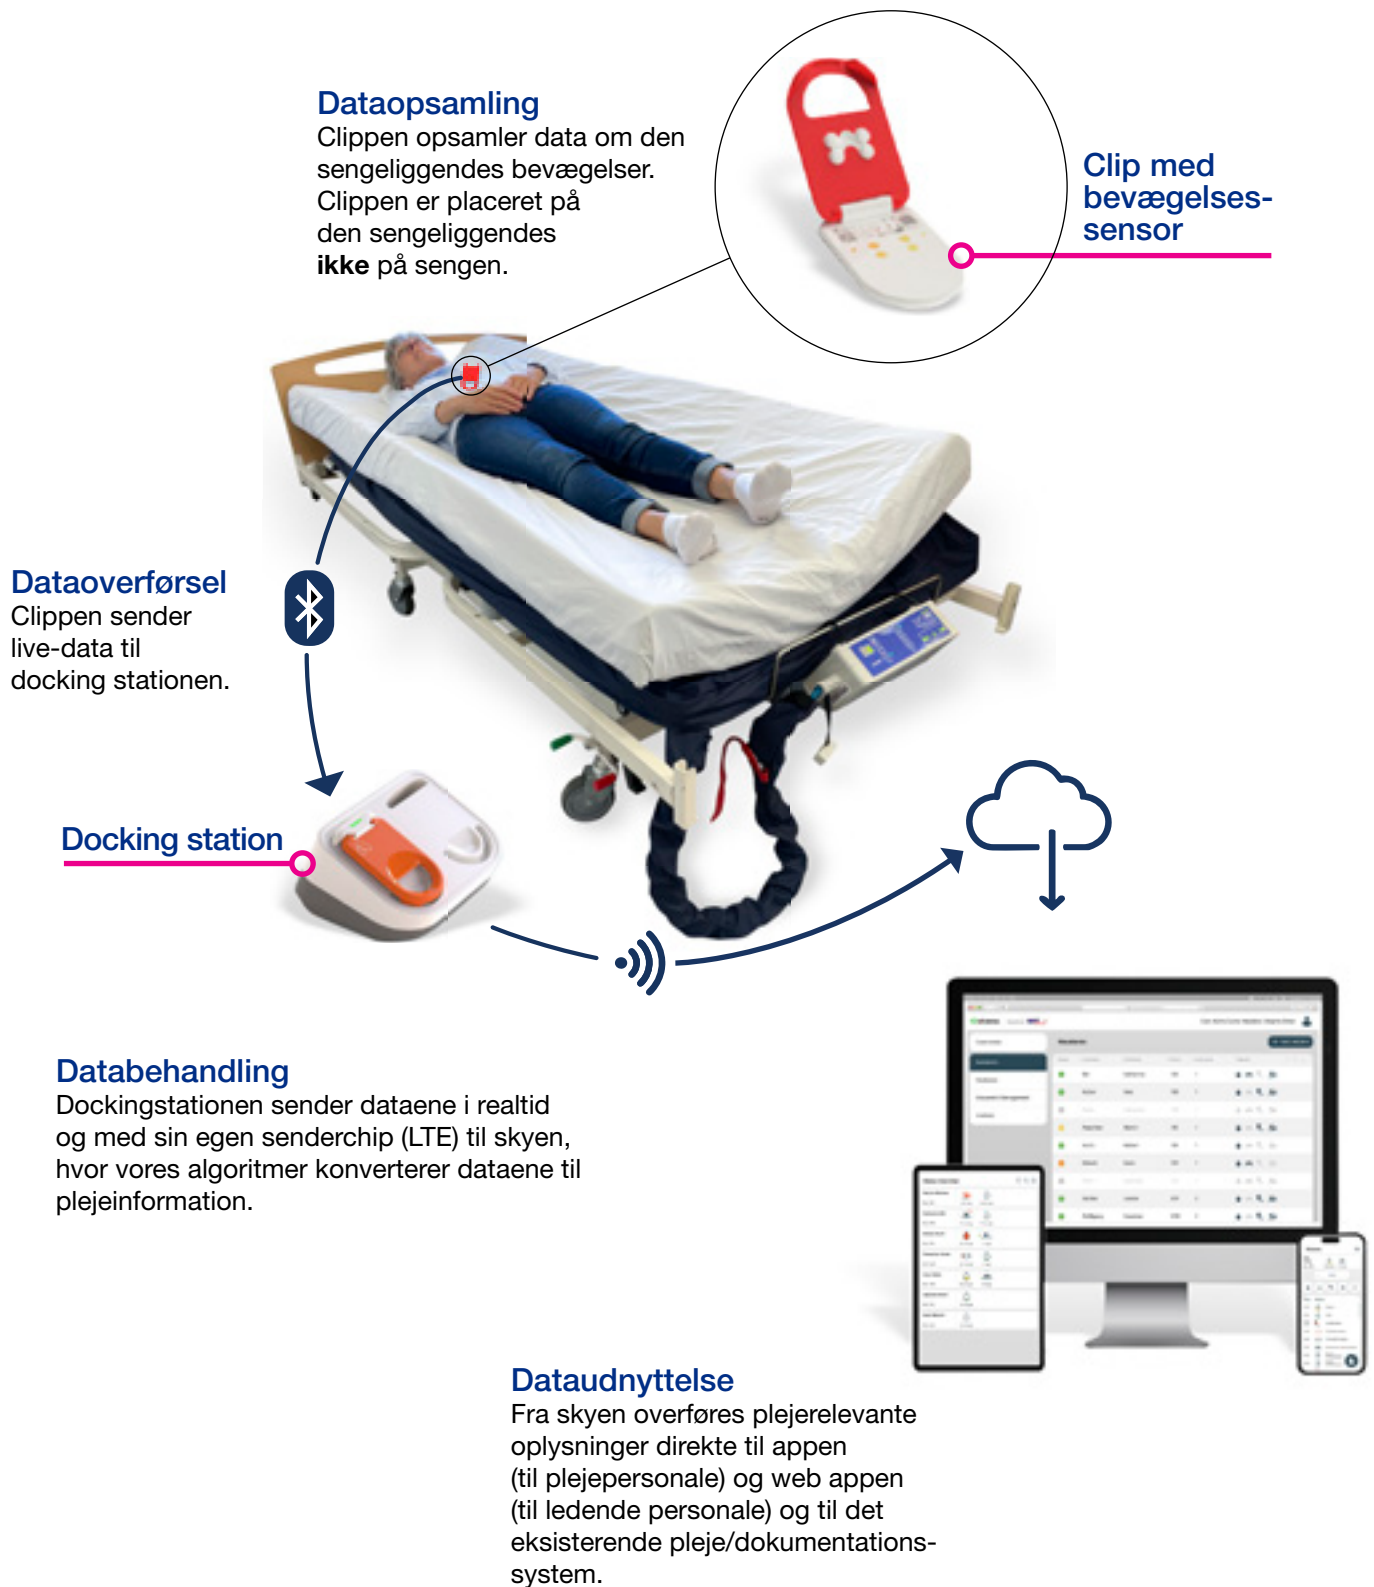 Dataopsamling
Clippen opsamler data om den
sengeliggendes bevægelser.
Clippen er placeret på
den sengeliggendes
ikke på sengen.
Clip med
bevægelses-
sensor
Dataoverførsel
Clippen sender
live-data til
docking stationen.
Docking station
Databehandling
Dockingstationen sender dataene i realtid
og med sin egen senderchip (LTE) til skyen,
hvor vores algoritmer konverterer dataene til
plejeinformation.
Dataudnyttelse
Fra skyen overføres plejerelevante
oplysninger direkte til appen
(til plejepersonale) og web appen
(til ledende personale) og til det
eksisterende pleje/dokumentations-
system.